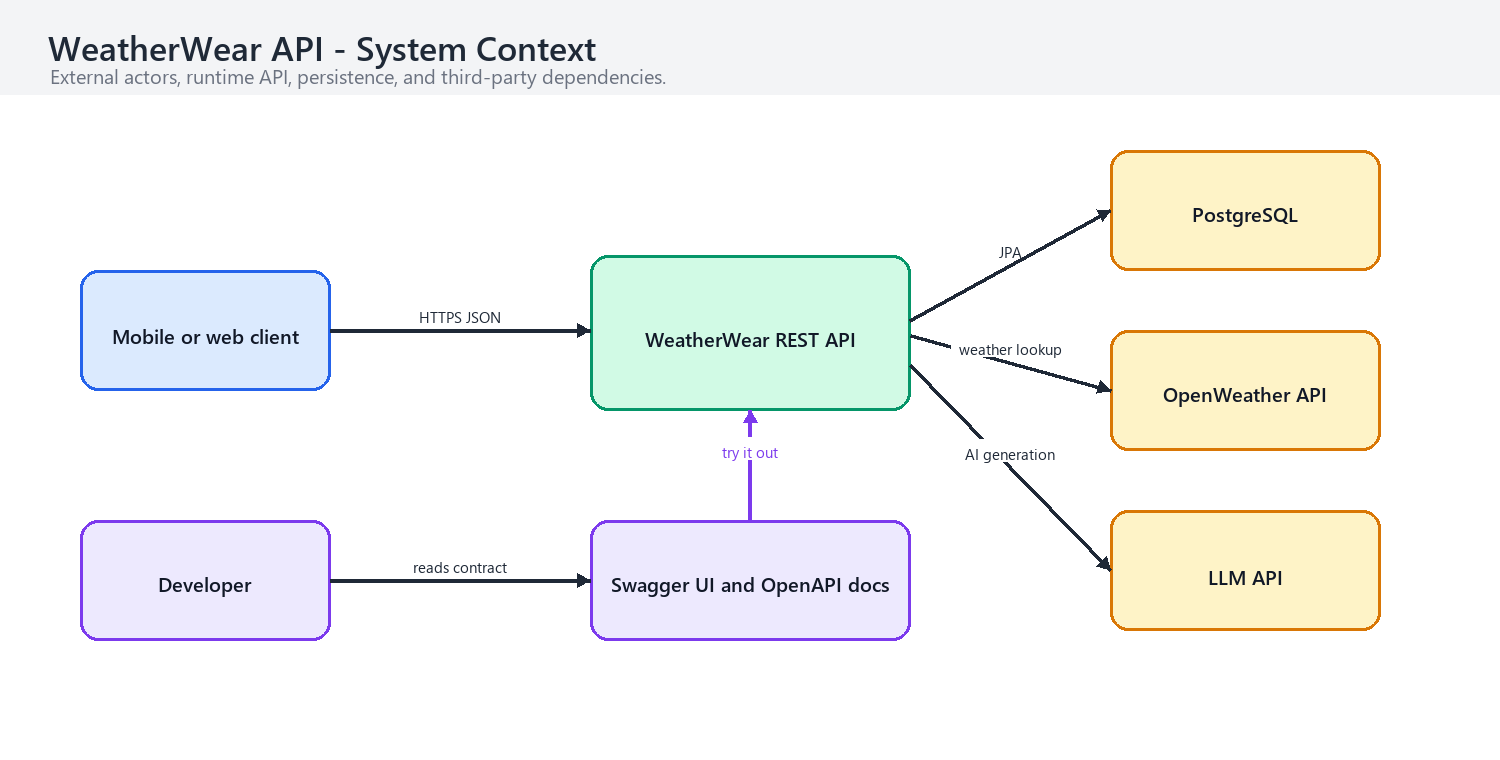 WeatherWear API - System Context
External actors, runtime API, persistence, and third-party dependencies.
PostgreSQL
JPA
HTTPS JSON
Mobile or web client
WeatherWear REST API
weather lookup
OpenWeather API
try it out
AI generation
reads contract
Developer
Swagger UI and OpenAPI docs
LLM API